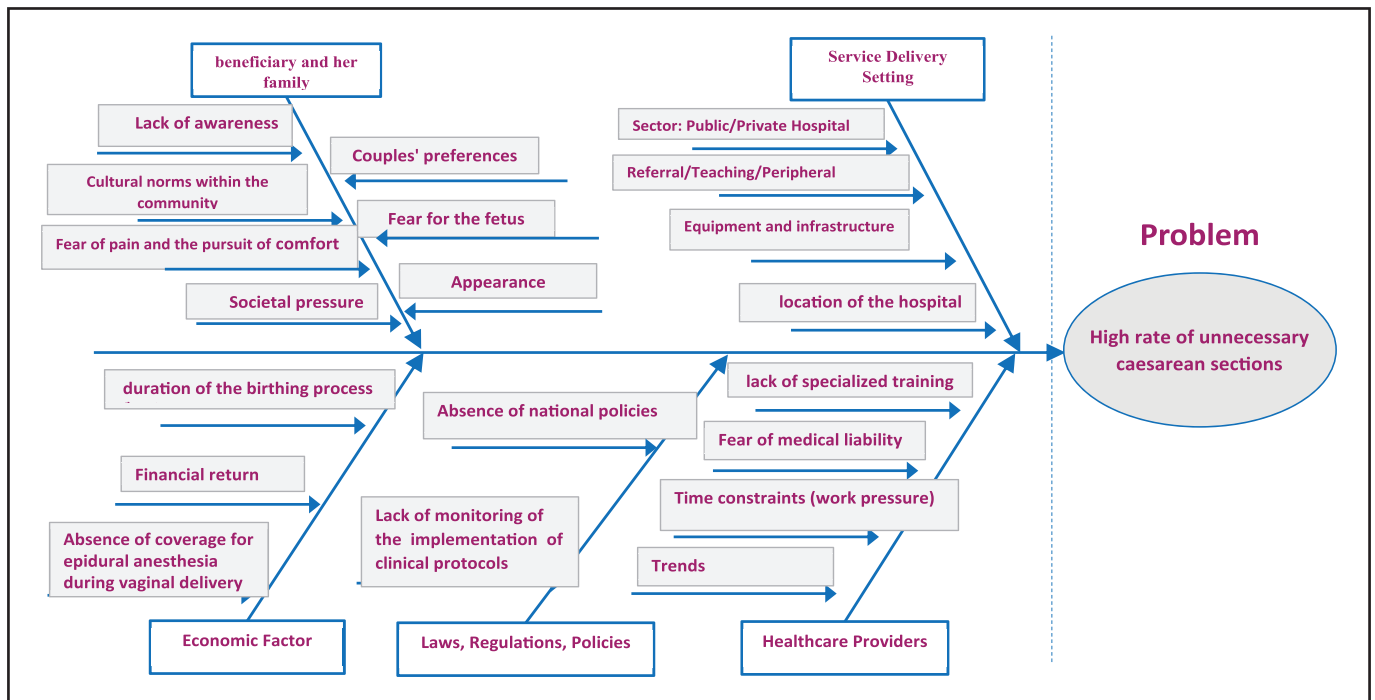 beneficiary and her
family
Lack of awareness
Couples' preferences
Cultural norms within the
community
Fear for the fetus
Fear of pain and the pursuit of comfort
Appearance
Societal pressure
Service Delivery
Setting
Sector: Public/Private Hospital
Referral/Teaching/Peripheral
Equipment and infrastructure
location of the hospital
Problem
High rate of unnecessary
caesarean sections
duration of the birthing process
Financial return
Absence of coverage for
epidural anesthesia
during vaginal delivery
Economic Factor
Absence of national policies
Lack of monitoring of
the implementation of
clinical protocols
Laws, Regulations, Policies
lack of specialized training
Fear of medical liability
Time constraints (work pressure)
Trends
Healthcare Providers